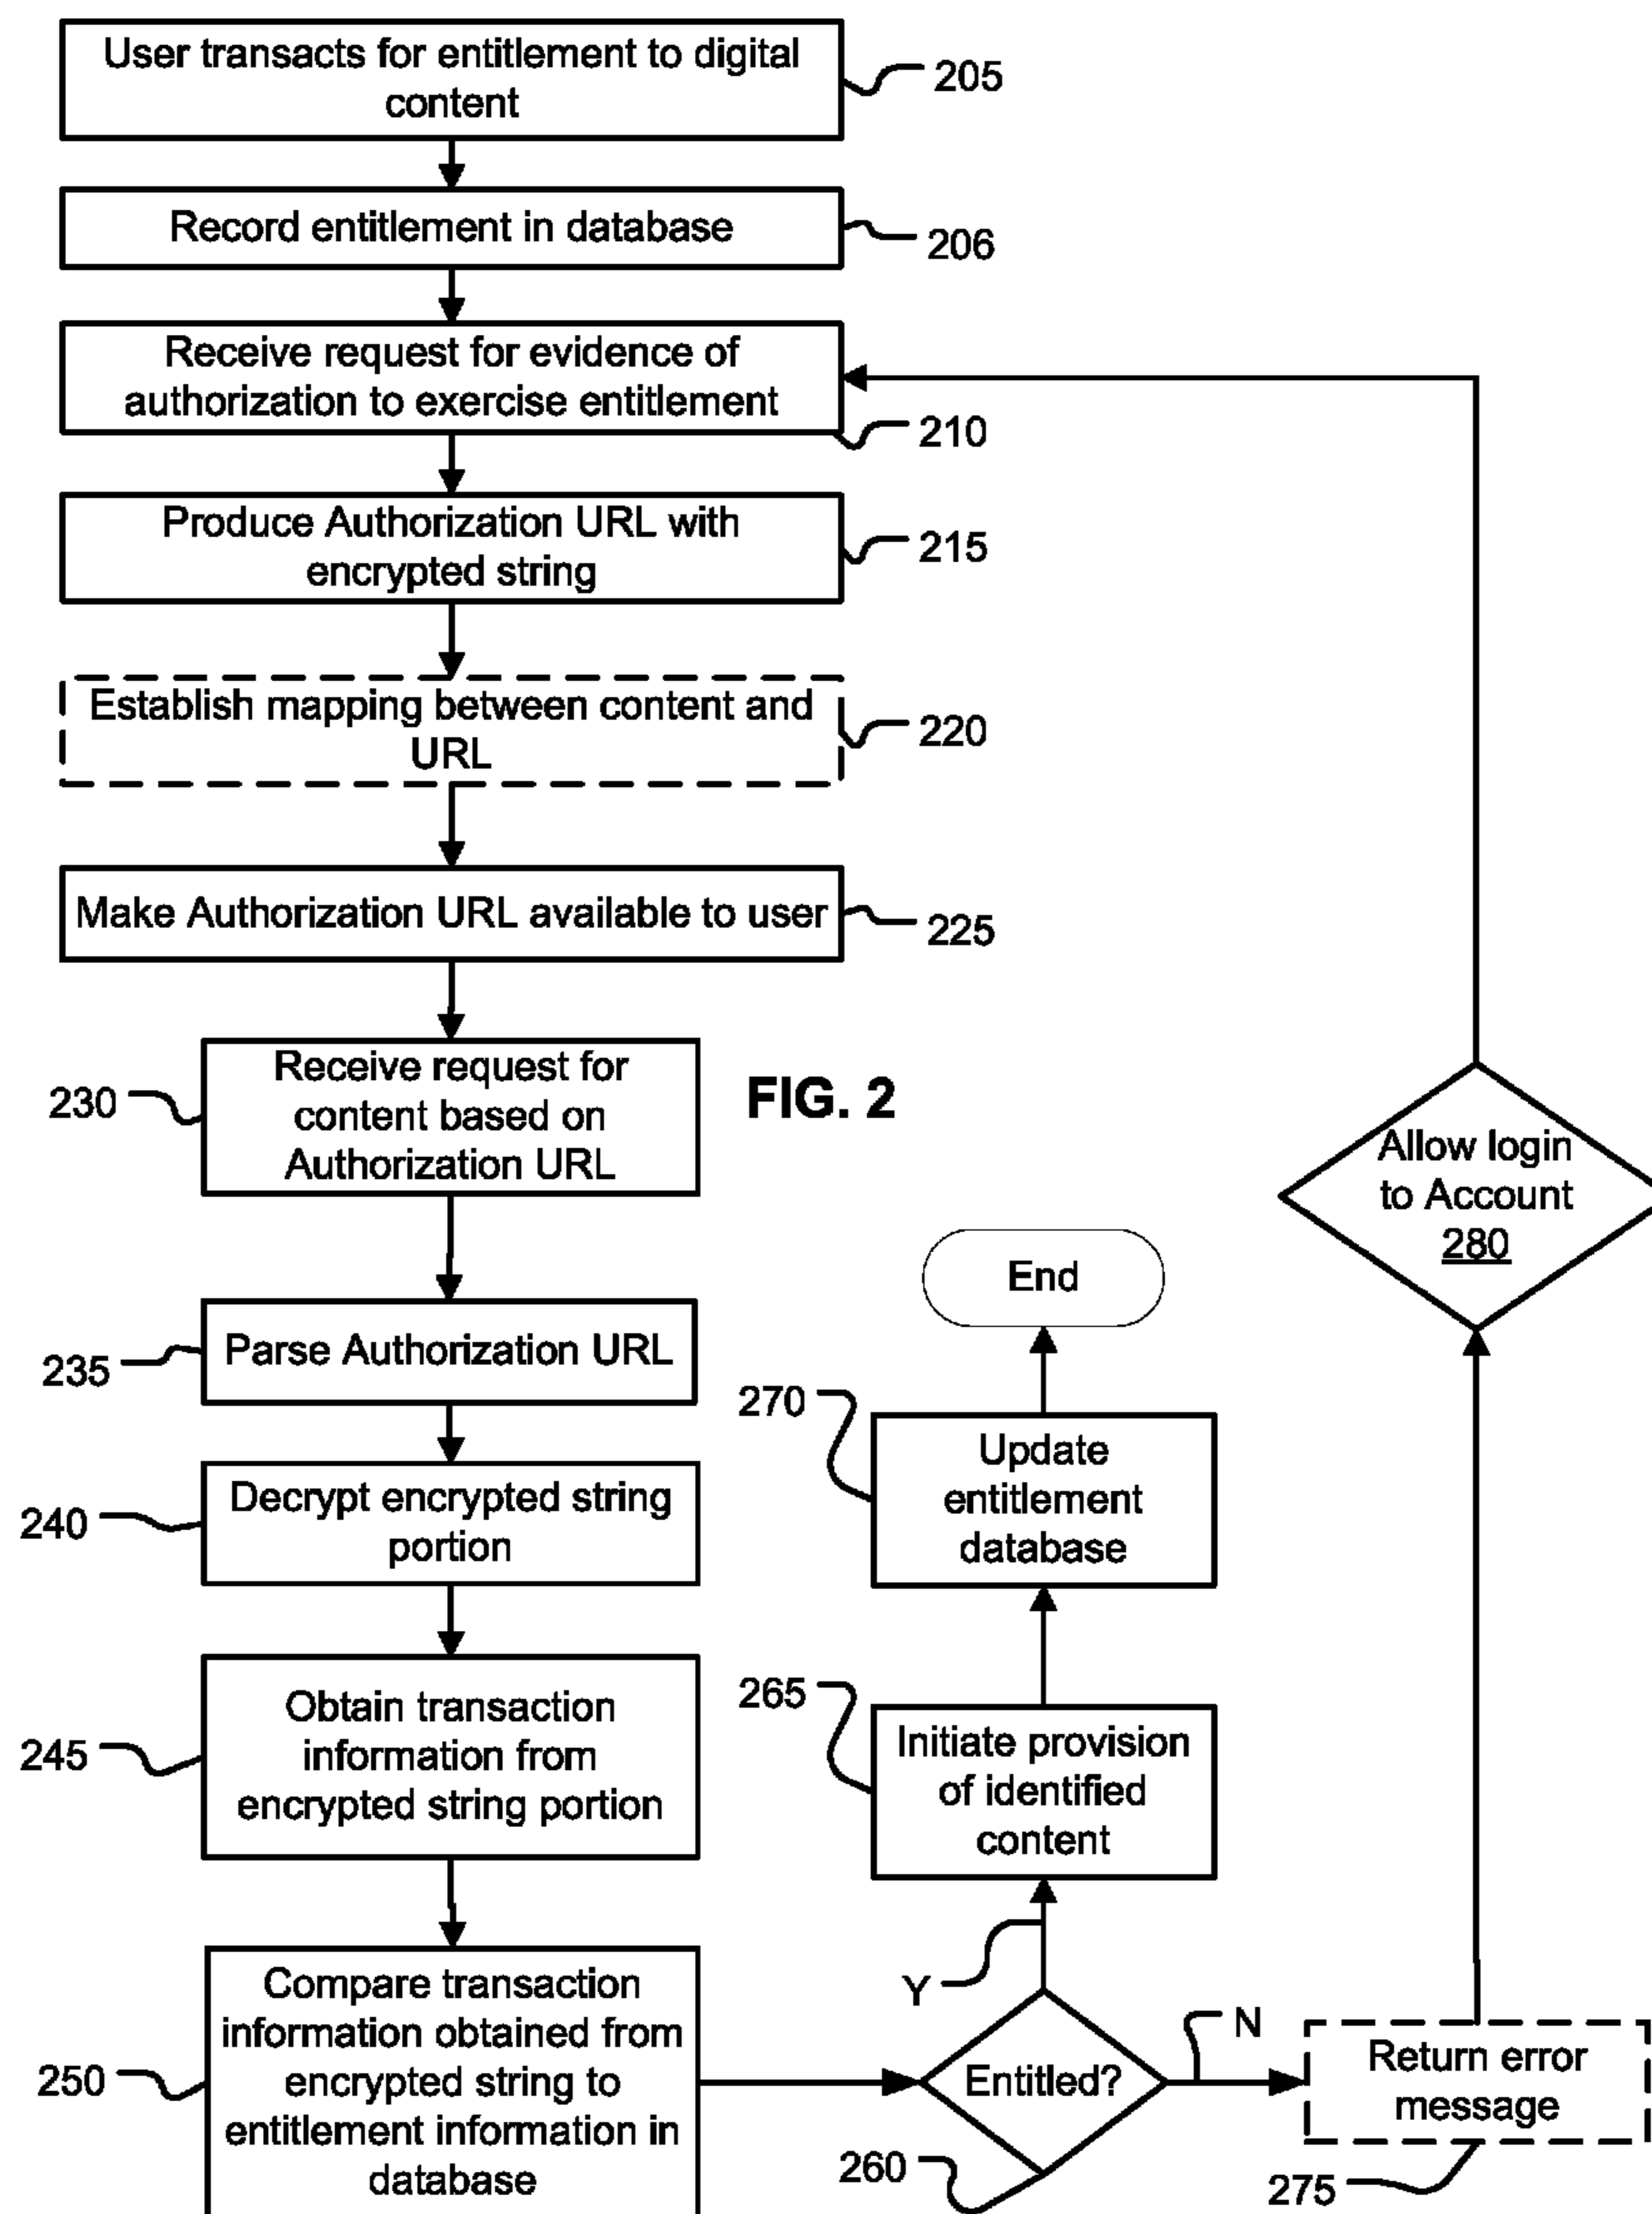 User transacts for entitlement to digital
content
205
Record entitlement in database
206
Receive request for evidence of
authorization to exercise entitlement
210
Produce Authorization URL with
encrypted string
215
Establish mapping between content and
URL
220
Make Authorization URL available to user
225
Receive request for
content based on
Authorization URL
230
FIG. 2
Allow login
to Account
280
End
Parse Authorization URL
235
270
Update
entitlement
database
Decrypt encrypted string
portion
240
Obtain transaction
information from
encrypted string portion
245
265
Initiate provision
of identified
content
Compare transaction
information obtained from
encrypted string to
entitlement information in
database
250
Y
Entitled?
260
N
Return error
message
275